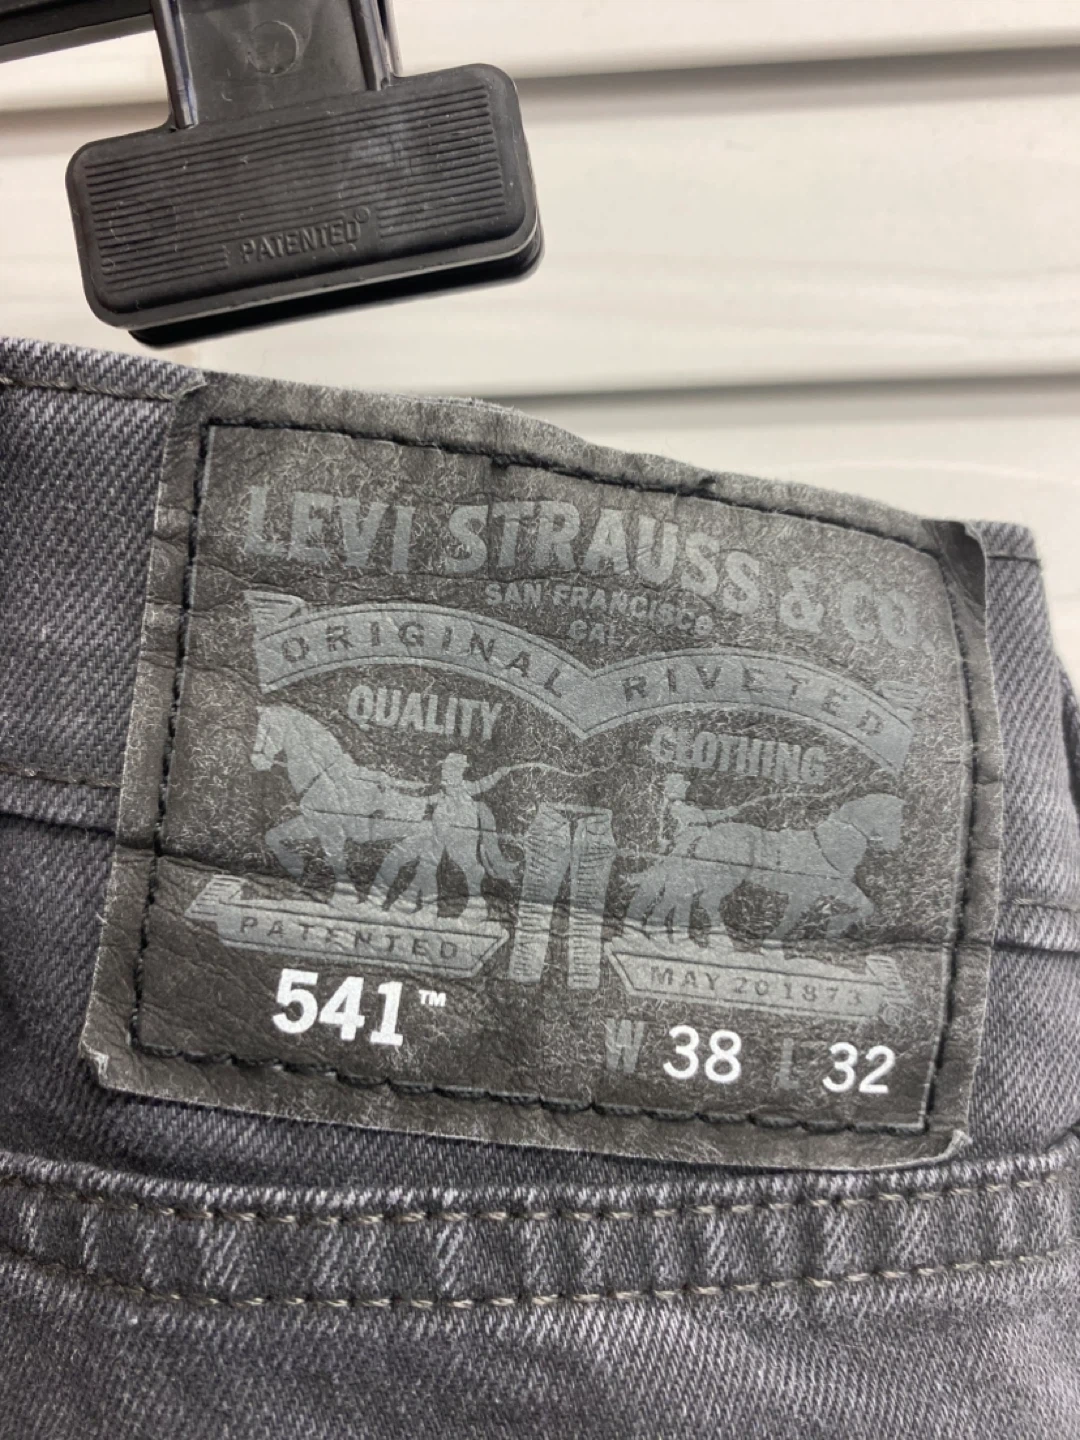 PATENTED®
LEVI STRAUSS & CO.
SAN FRANCISCO
CAL
ORIGINAL RIVETED
QUALITY CLOTHING
PATENTED MAY 20 1873
541™ W 38 L 32